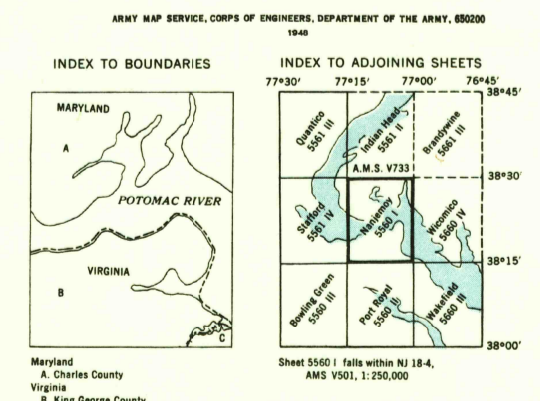 ARMY MAP SERVICE, CORPS OF ENGINEERS, DEPARTMENT OF THE ARMY, 650200
1948
INDEX TO BOUNDARIES
MARYLAND
A
POTOMAC RIVER
VIRGINIA
B
C
Maryland
A. Charles County
Virginia
B. King George County
INDEX TO ADJOINING SHEETS
77°30′ 77°15′ 77°00′ 76°45′
38°45′
Quantico
5561 III
Indian Head
5561 II
Brandywine
5661 III
A.M.S. V733
38°30′
Stafford
5561 IV
Nanjemoy
5560 I
Wicomico
5660 IV
38°15′
Bowling Green
5560 III
Port Royal
5560 II
Wakefield
5660 III
38°00′
Sheet 5560 I falls within NJ 18-4,
AMS V501, 1:250,000